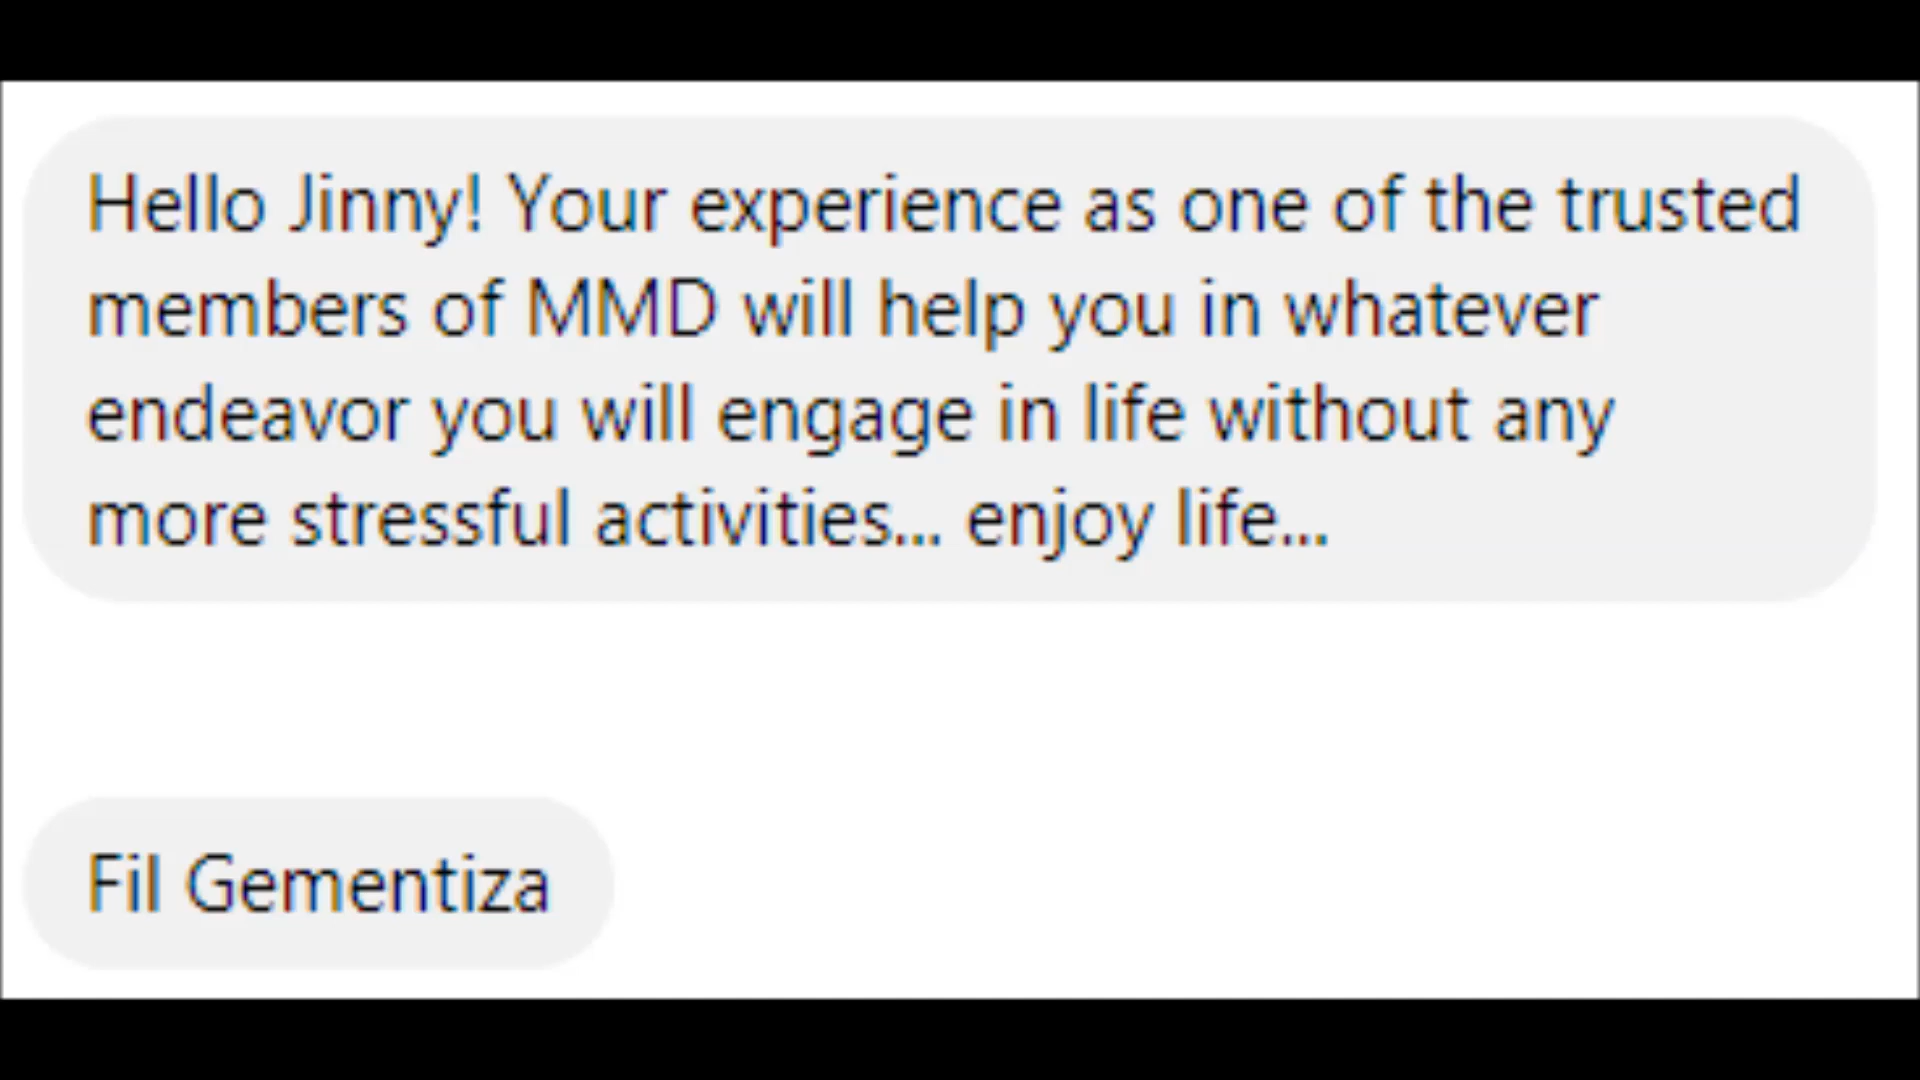 Hello Jinny! Your experience as one of the trusted
members of MMD will help you in whatever
endeavor you will engage in life without any
more stressful activities... enjoy life...
Fil Gementiza